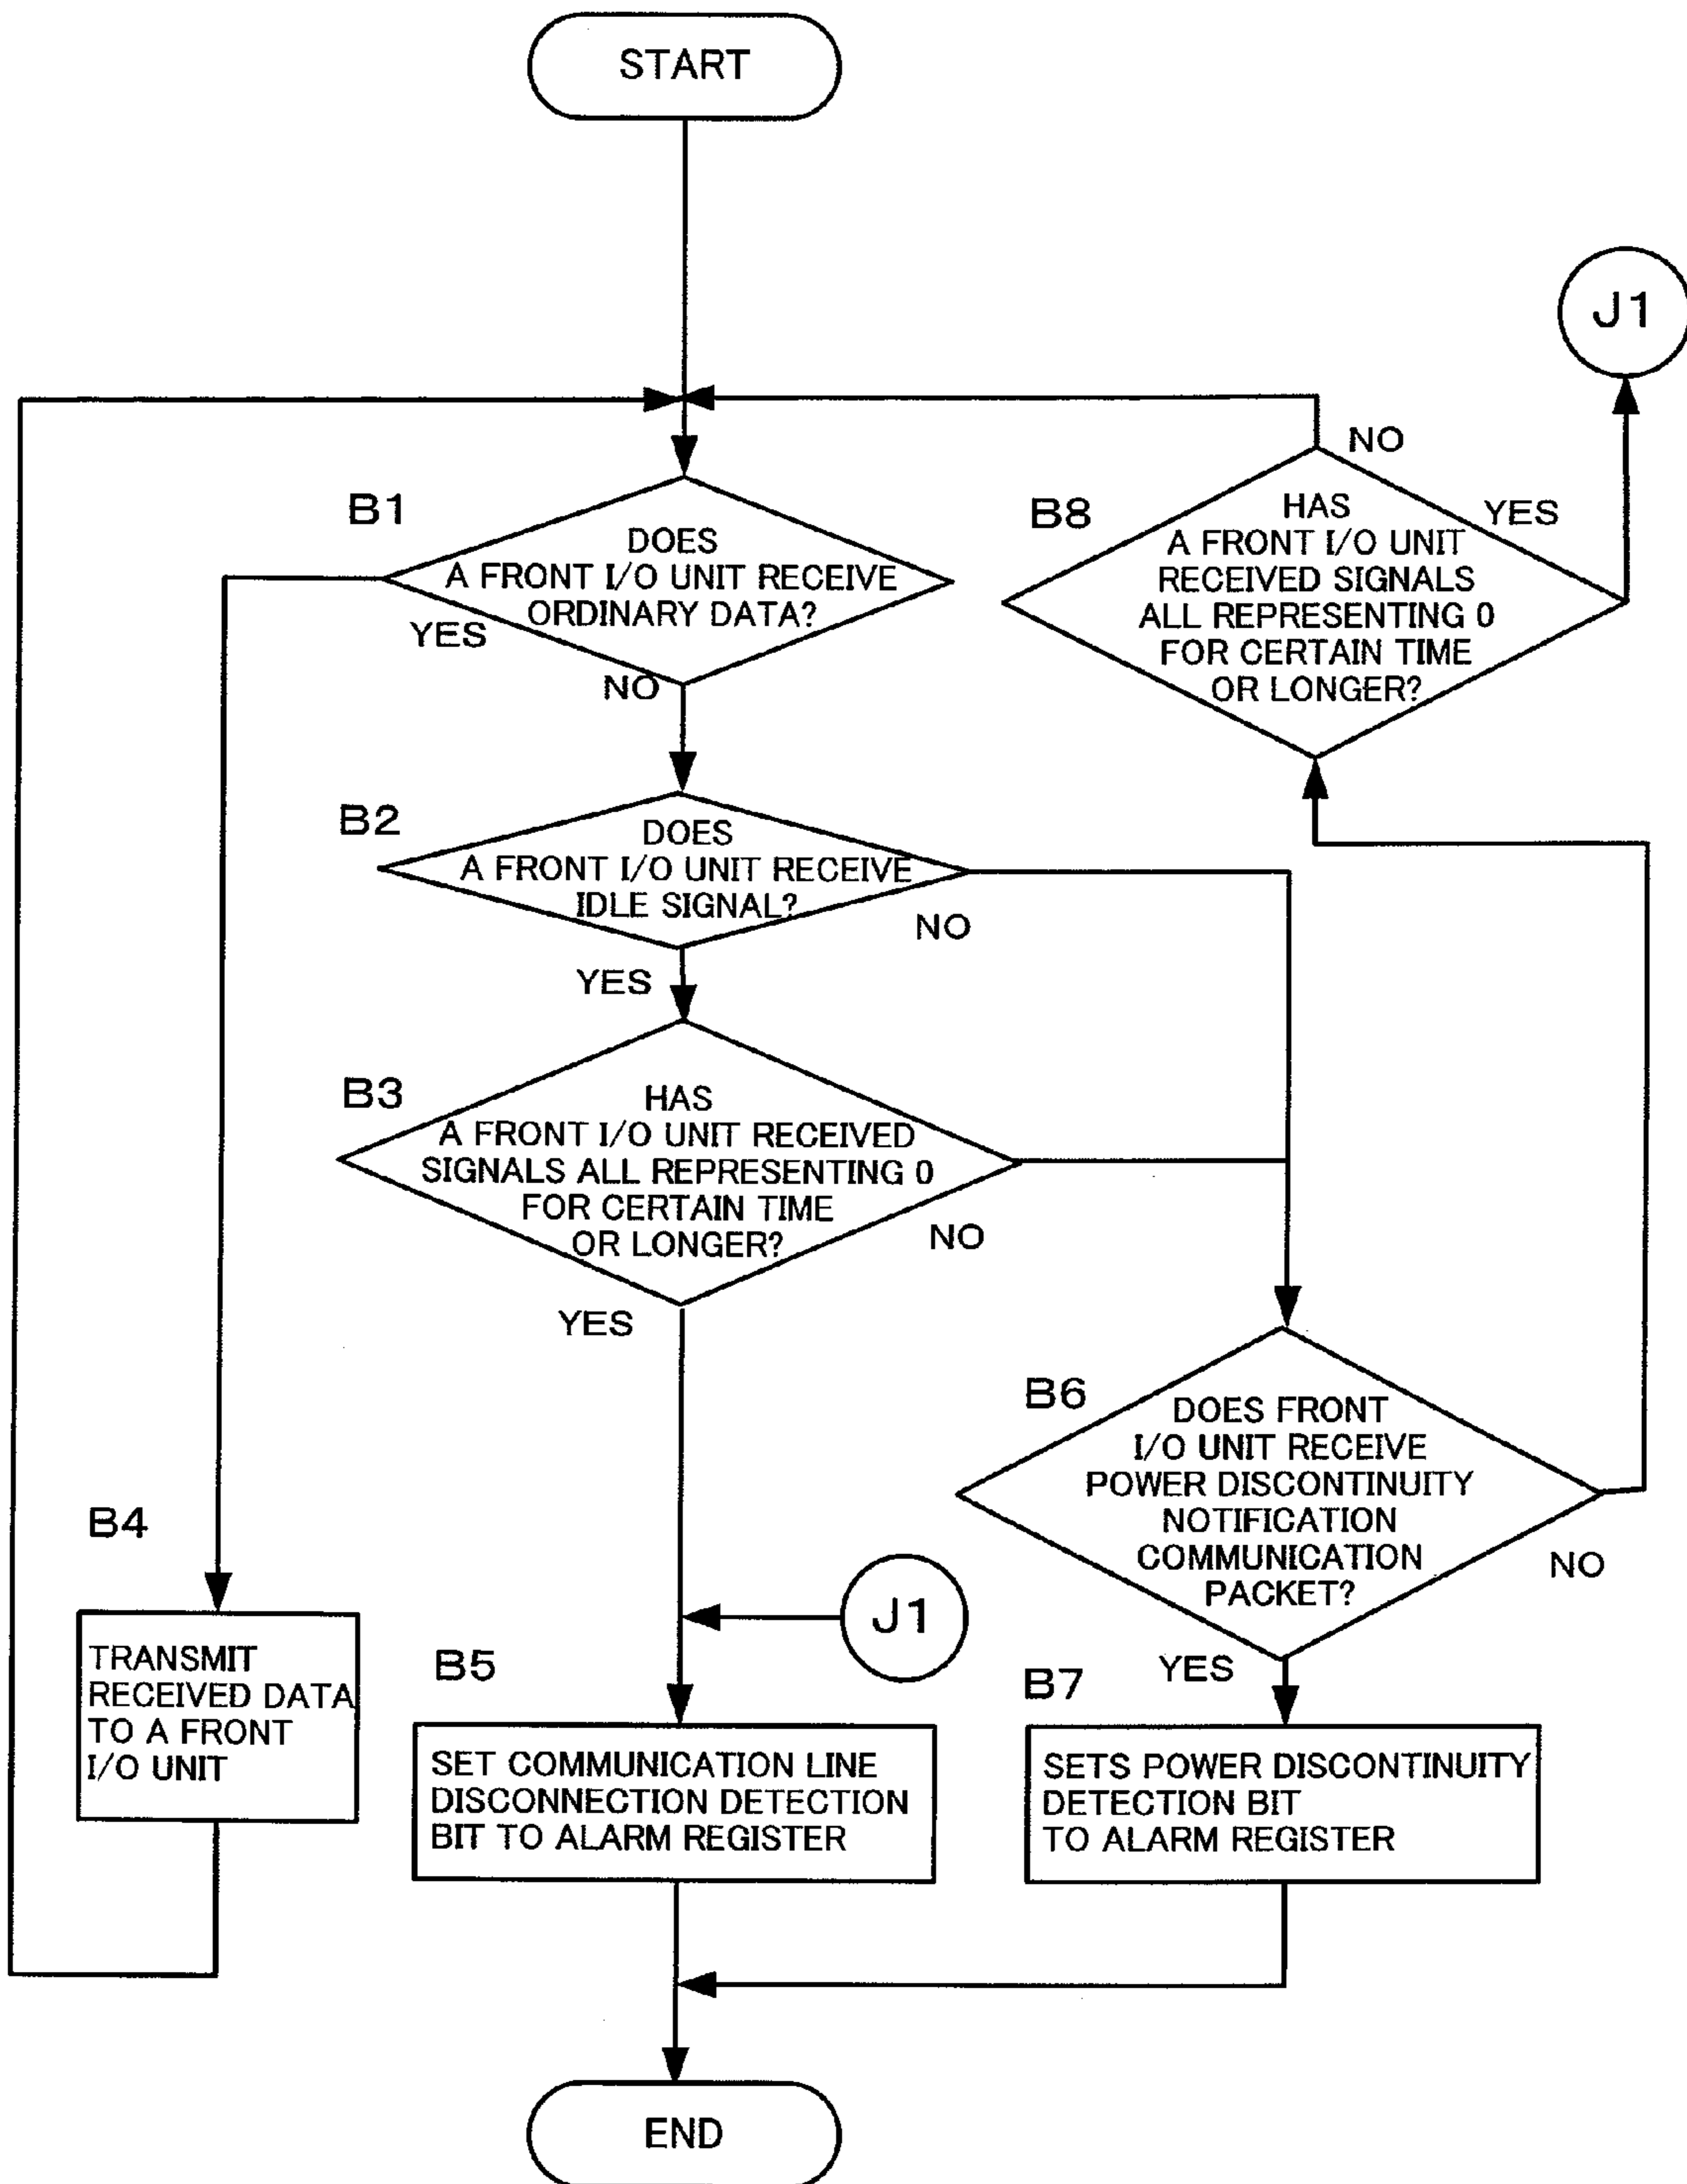 START
J1
NO
B1
B8
HAS
A FRONT I/O UNIT
RECEIVED SIGNALS
ALL REPRESENTING 0
FOR CERTAIN TIME
OR LONGER?
YES
DOES
A FRONT I/O UNIT RECEIVE
ORDINARY DATA?
YES
NO
B2
DOES
A FRONT I/O UNIT RECEIVE
IDLE SIGNAL?
NO
YES
B3
HAS
A FRONT I/O UNIT RECEIVED
SIGNALS ALL REPRESENTING 0
FOR CERTAIN TIME
OR LONGER?
NO
YES
B6
DOES FRONT
I/O UNIT RECEIVE
POWER DISCONTINUITY
NOTIFICATION
COMMUNICATION
PACKET?
NO
YES
B4
TRANSMIT
RECEIVED DATA
TO A FRONT
I/O UNIT
J1
B5
SET COMMUNICATION LINE
DISCONNECTION DETECTION
BIT TO ALARM REGISTER
B7
SETS POWER DISCONTINUITY
DETECTION BIT
TO ALARM REGISTER
END